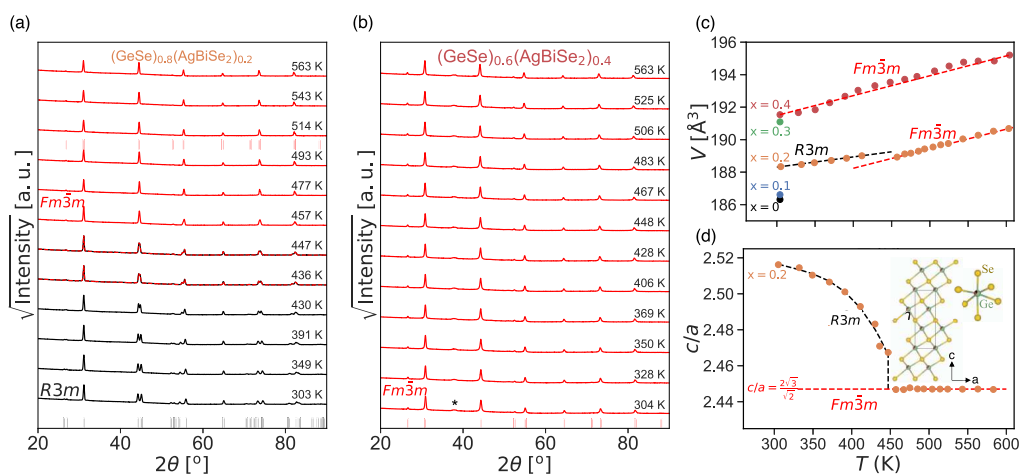 (a)
(GeSe)0.8(AgBiSe2)0.2
563 K
543 K
514 K
493 K
477 K
Fm3̄m
457 K
447 K
436 K
430 K
391 K
349 K
R3m
303 K
√Intensity [a. u.]
20 40 60 80
2θ [°]
(b)
(GeSe)0.6(AgBiSe2)0.4
563 K
525 K
506 K
483 K
467 K
448 K
428 K
406 K
369 K
350 K
328 K
Fm3̄m
*
304 K
√Intensity [a. u.]
20 40 60 80
2θ [°]
(c)
196
194
192
190
188
186
V [Å³]
Fm3̄m
x = 0.4
x = 0.3
Fm3̄m
R3m
x = 0.2
x = 0.1
x = 0
(d)
2.52
2.50
2.48
2.46
2.44
c/a
x = 0.2
R3m
Se
Ge
c
a
c/a = 2√3/√2
Fm3̄m
300 350 400 450 500 550 600
T (K)